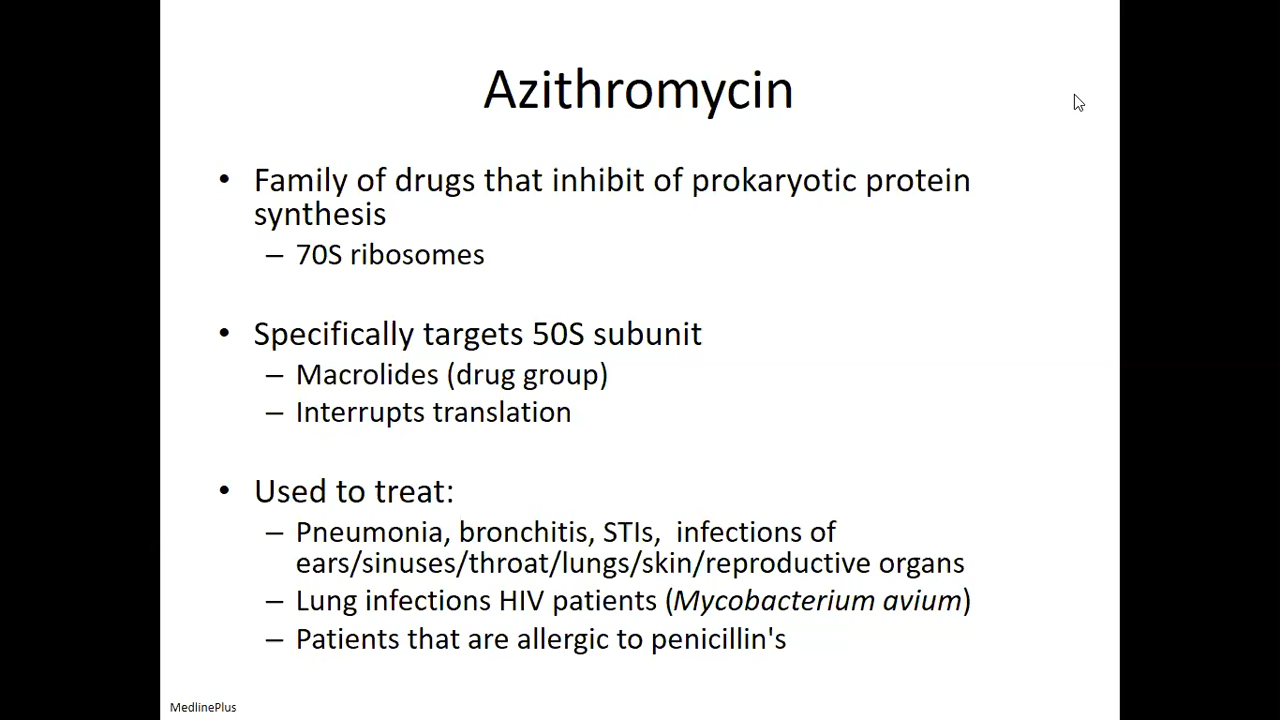 Azithromycin
• Family of drugs that inhibit of prokaryotic protein
synthesis
– 70S ribosomes
• Specifically targets 50S subunit
– Macrolides (drug group)
– Interrupts translation
• Used to treat:
– Pneumonia, bronchitis, STIs,  infections of
ears/sinuses/throat/lungs/skin/reproductive organs
– Lung infections HIV patients (Mycobacterium avium)
– Patients that are allergic to penicillin's
MedlinePlus